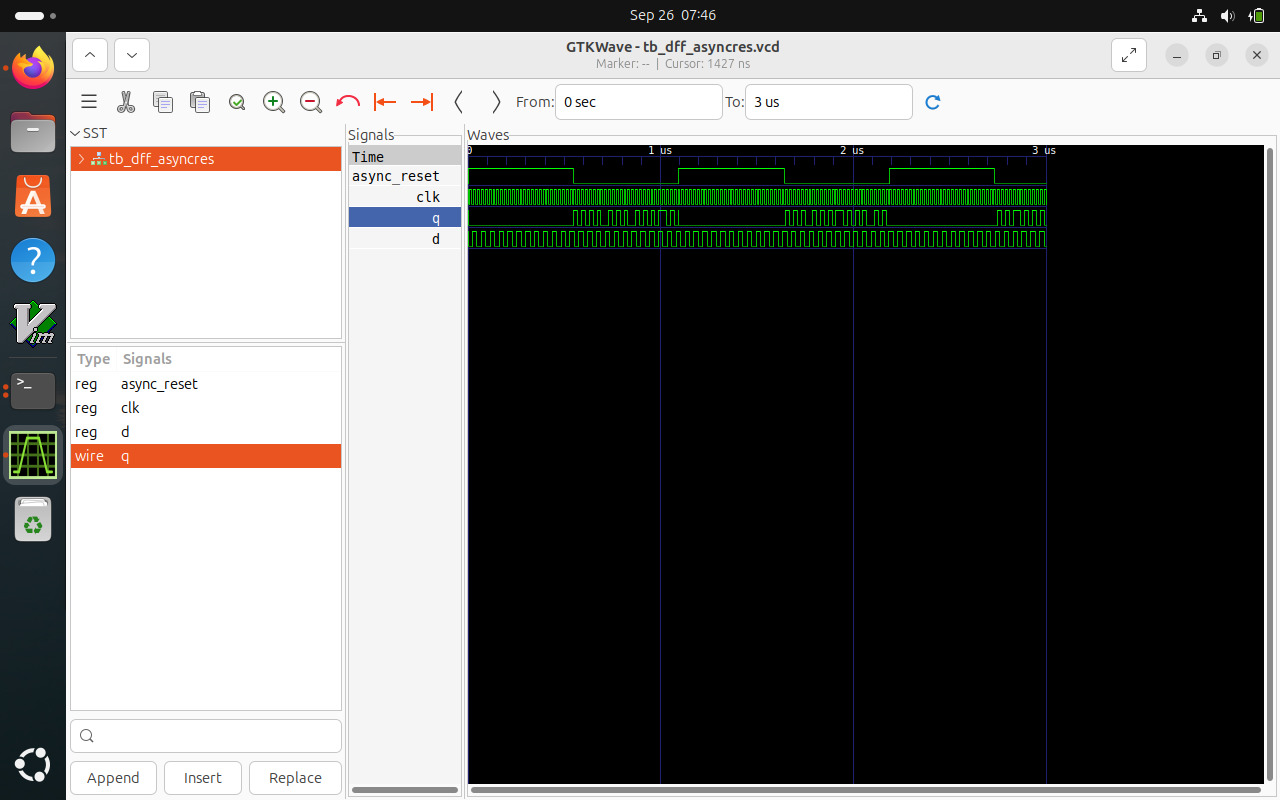 Sep 26 07:46
GTKWave - tb_dff_asyncres.vcd
Marker: -- | Cursor: 1427 ns
From: 0 sec To: 3 us
SST
tb_dff_asyncres
Type Signals
reg async_reset
reg clk
reg d
wire q
Append Insert Replace
Signals
Time
async_reset
clk
q
d
Waves
0 1 us 2 us 3 us